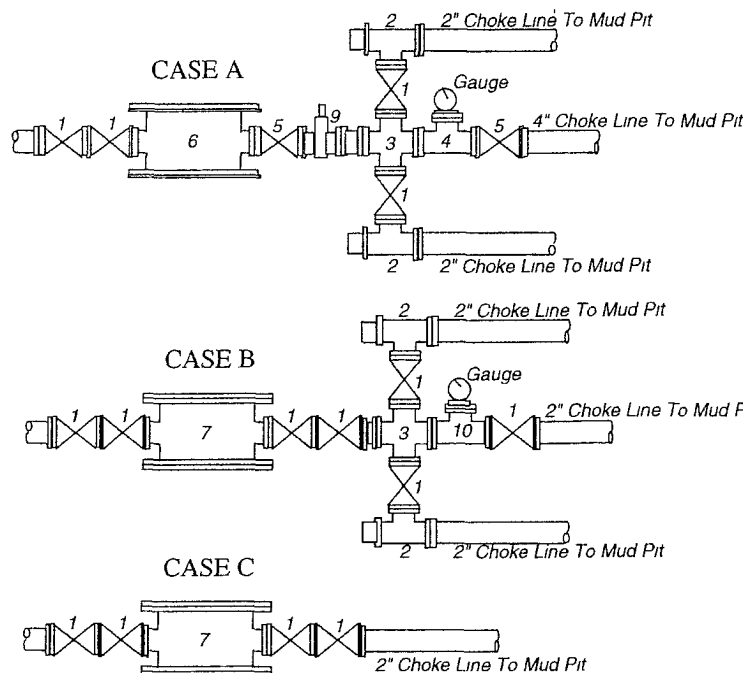 2
2" Choke Line To Mud Pit
CASE A
Gauge
1
1 1 5 9 5 4" Choke Line To Mud Pit
6 3 4
1
2
2" Choke Line To Mud Pit
2
2" Choke Line To Mud Pit
CASE B
Gauge
1
1 1 1 1 1 2" Choke Line To Mud P
7 3 10
1
2
2" Choke Line To Mud Pit
CASE C
1 1 1 1
7
2" Choke Line To Mud Pit